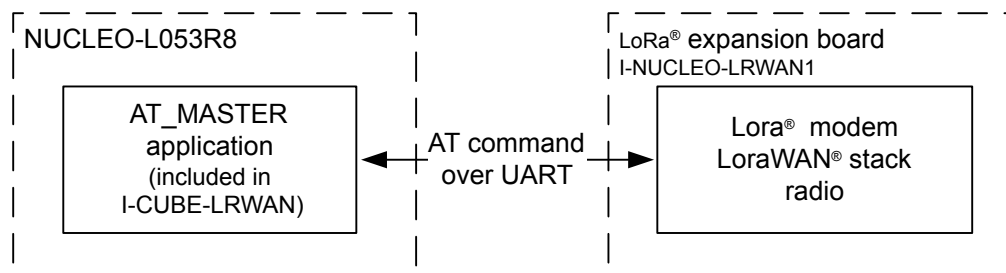 NUCLEO-L053R8
AT_MASTER
application
(included in
I-CUBE-LRWAN)
AT command
over UART
LoRa® expansion board
I-NUCLEO-LRWAN1
Lora® modem
LoraWAN® stack
radio